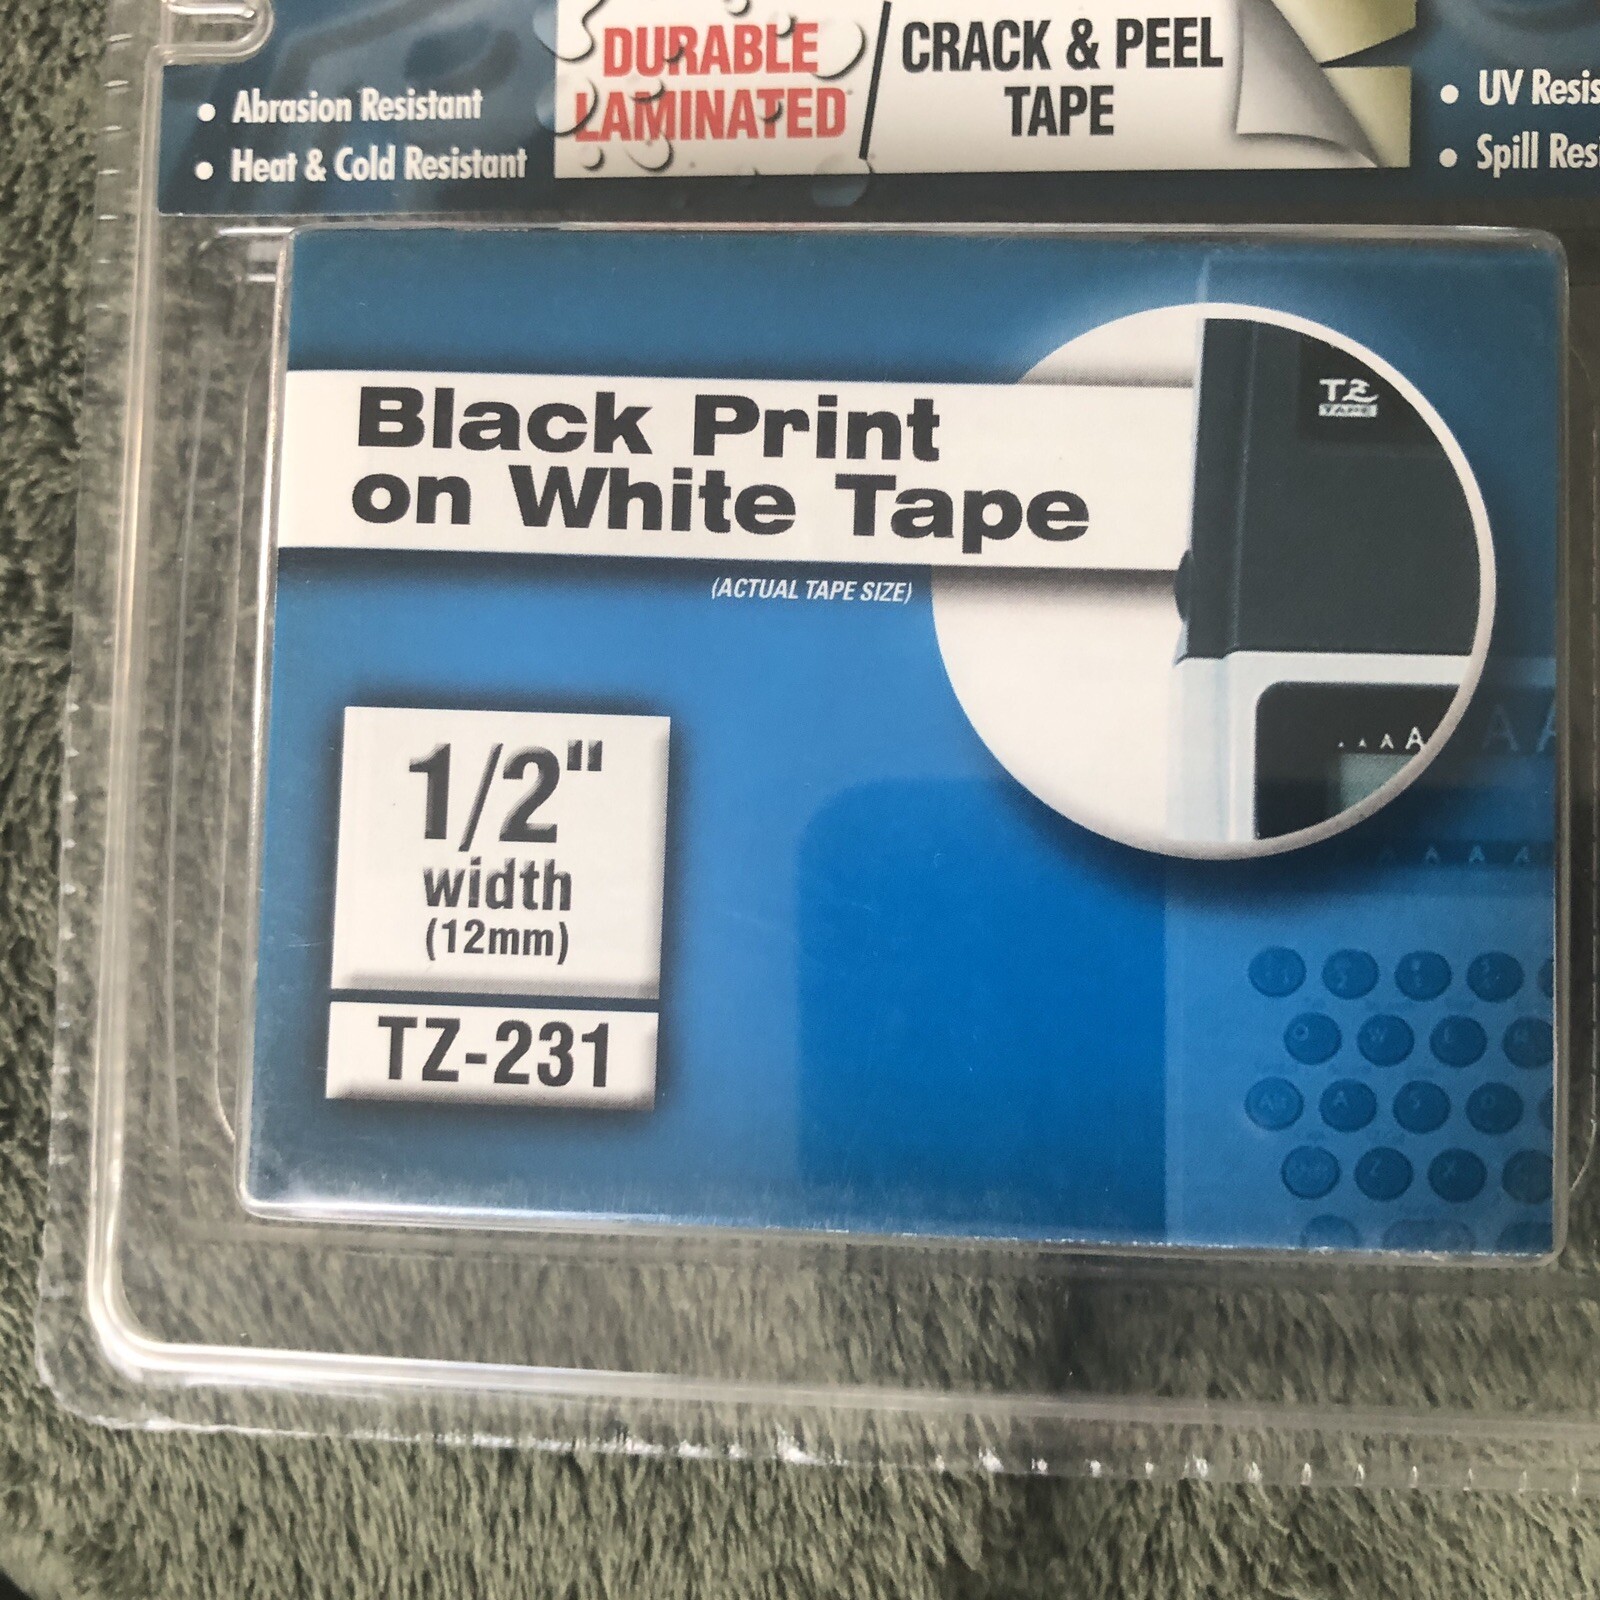 DURABLE
LAMINATED
CRACK & PEEL
TAPE
• Abrasion Resistant
• Heat & Cold Resistant
• UV Resis
• Spill Resi
Black Print
on White Tape
(ACTUAL TAPE SIZE)
TZ
TAPE
A A A A
1/2"
width
(12mm)
TZ-231